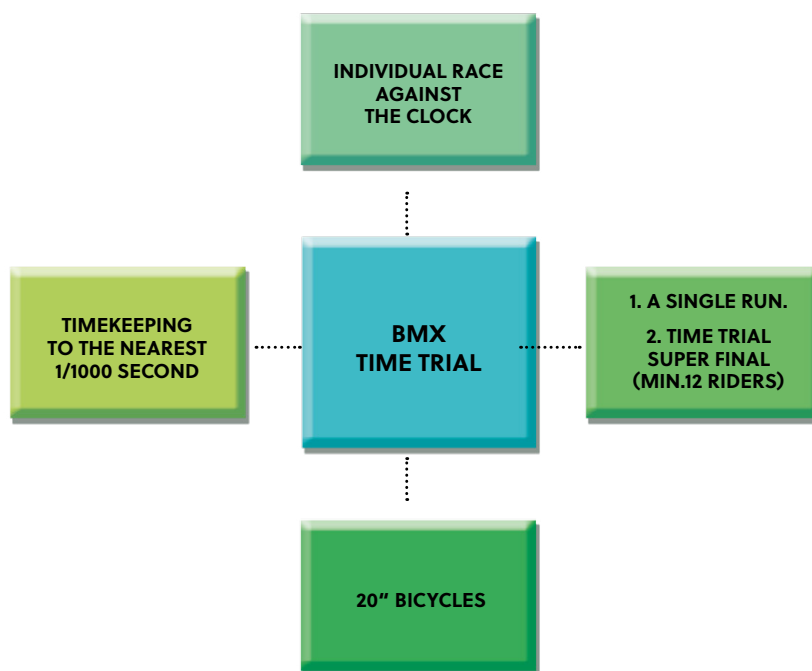 INDIVIDUAL RACE
AGAINST
THE CLOCK
TIMEKEEPING
TO THE NEAREST
1/1000 SECOND
BMX
TIME TRIAL
1. A SINGLE RUN.
2. TIME TRIAL
SUPER FINAL
(MIN.12 RIDERS)
20” BICYCLES